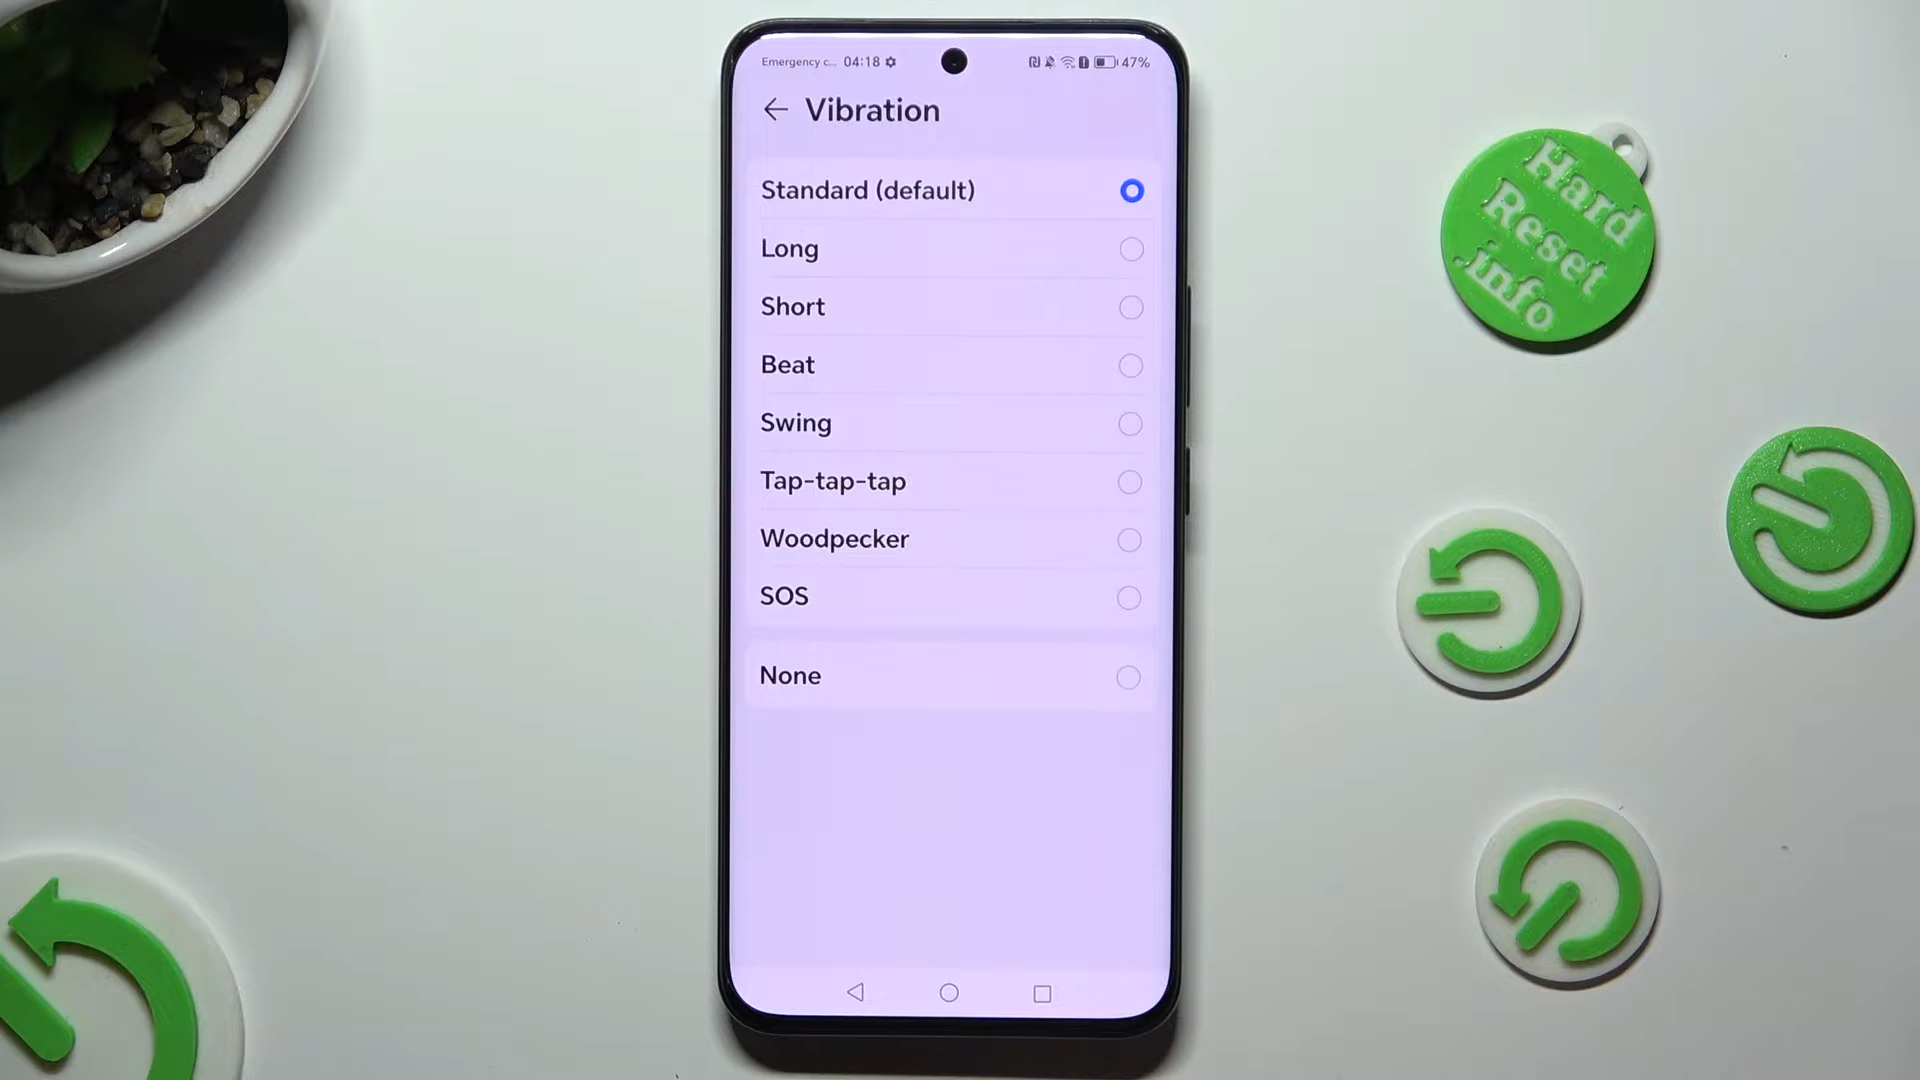 Emergency c... 04:18 47%
Vibration
Standard (default)
Long
Short
Beat
Swing
Tap-tap-tap
Woodpecker
SOS
None
Hard
Reset
.info